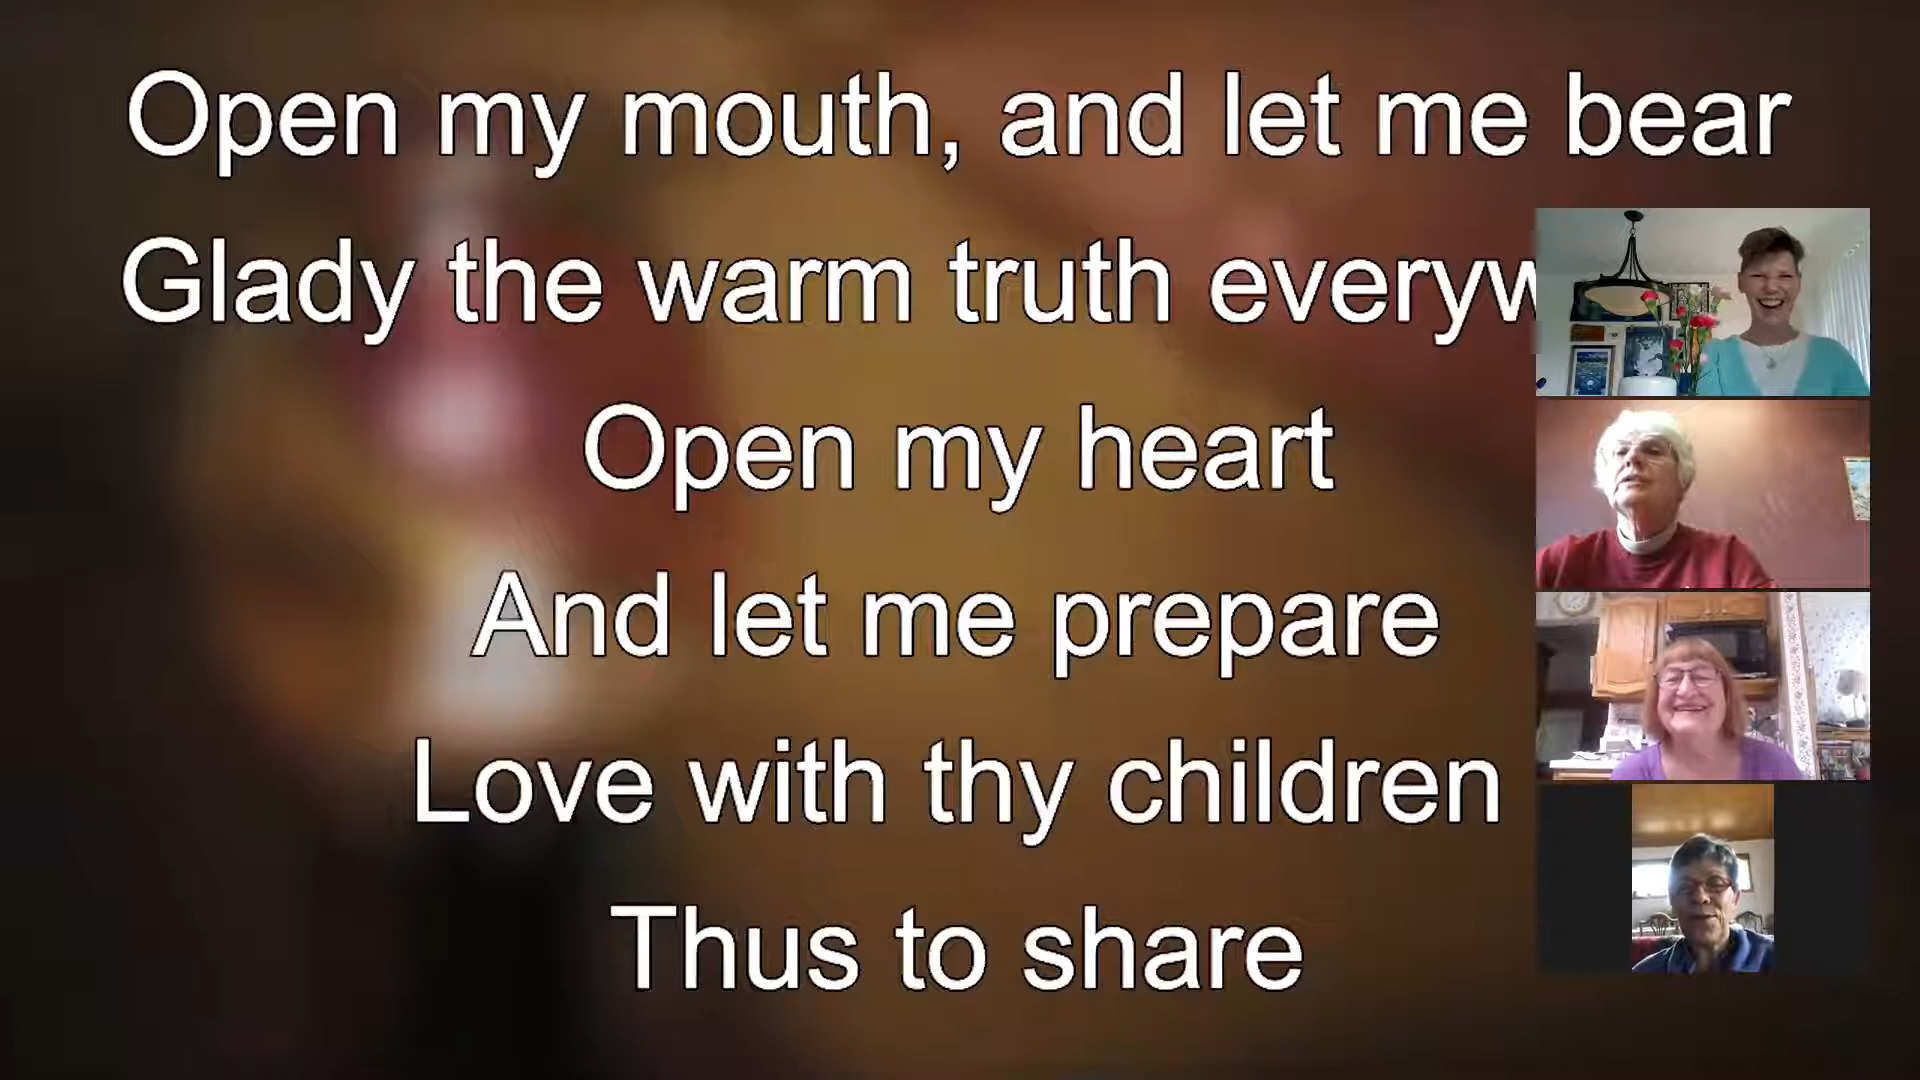 Open my mouth, and let me bear
Glady the warm truth everyw
Open my heart
And let me prepare
Love with thy children
Thus to share